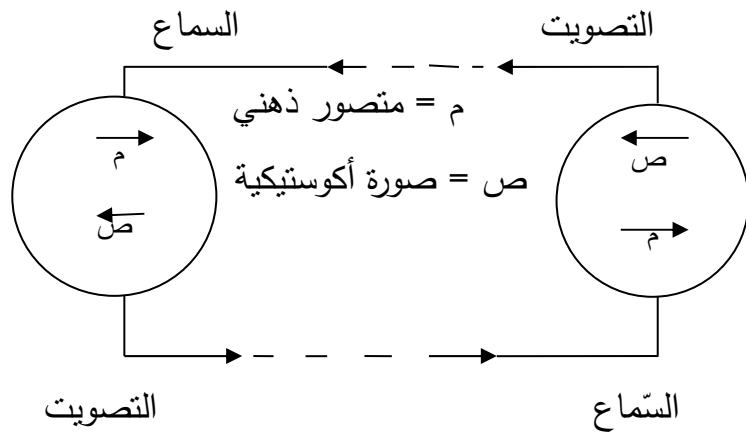 التصويت
السماع
م = متصور ذهني
ص
م
ص = صورة أكوستيكية
م
ص
السّماع
التصويت